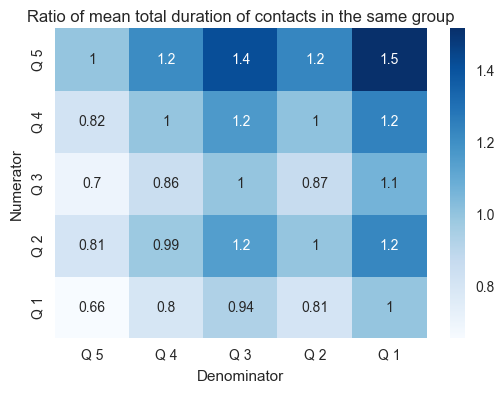 Ratio of mean total duration of contacts in the same group
Numerator
Q 5 1 1.2 1.4 1.2 1.5
Q 4 0.82 1 1.2 1 1.2
Q 3 0.7 0.86 1 0.87 1.1
Q 2 0.81 0.99 1.2 1 1.2
Q 1 0.66 0.8 0.94 0.81 1
Q 5 Q 4 Q 3 Q 2 Q 1
Denominator
1.4
1.2
1.0
0.8